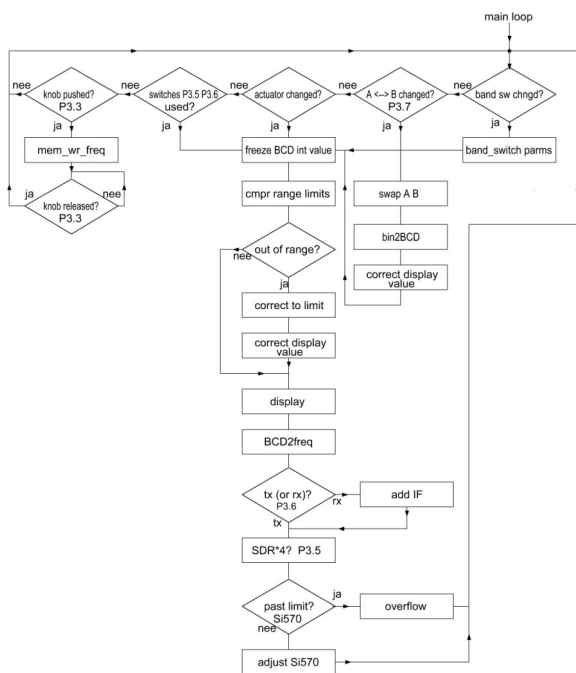 main loop
nee
nee
nee
nee
nee
knob pushed?
P3.3
switches P3.5 P3.6
used?
actuator changed?
A <--> B changed?
P3.7
band sw chngd?
ja
ja
ja
ja
ja
mem_wr_freq
freeze BCD int value
band_switch parms
ja
knob released?
P3.3
nee
cmpr range limits
swap A B
out of range?
nee
ja
bin2BCD
correct display
value
correct to limit
correct display
value
display
BCD2freq
tx (or rx)?
P3.6
rx
tx
add IF
SDR*4? P3.5
past limit?
Si570
ja
nee
overflow
adjust Si570